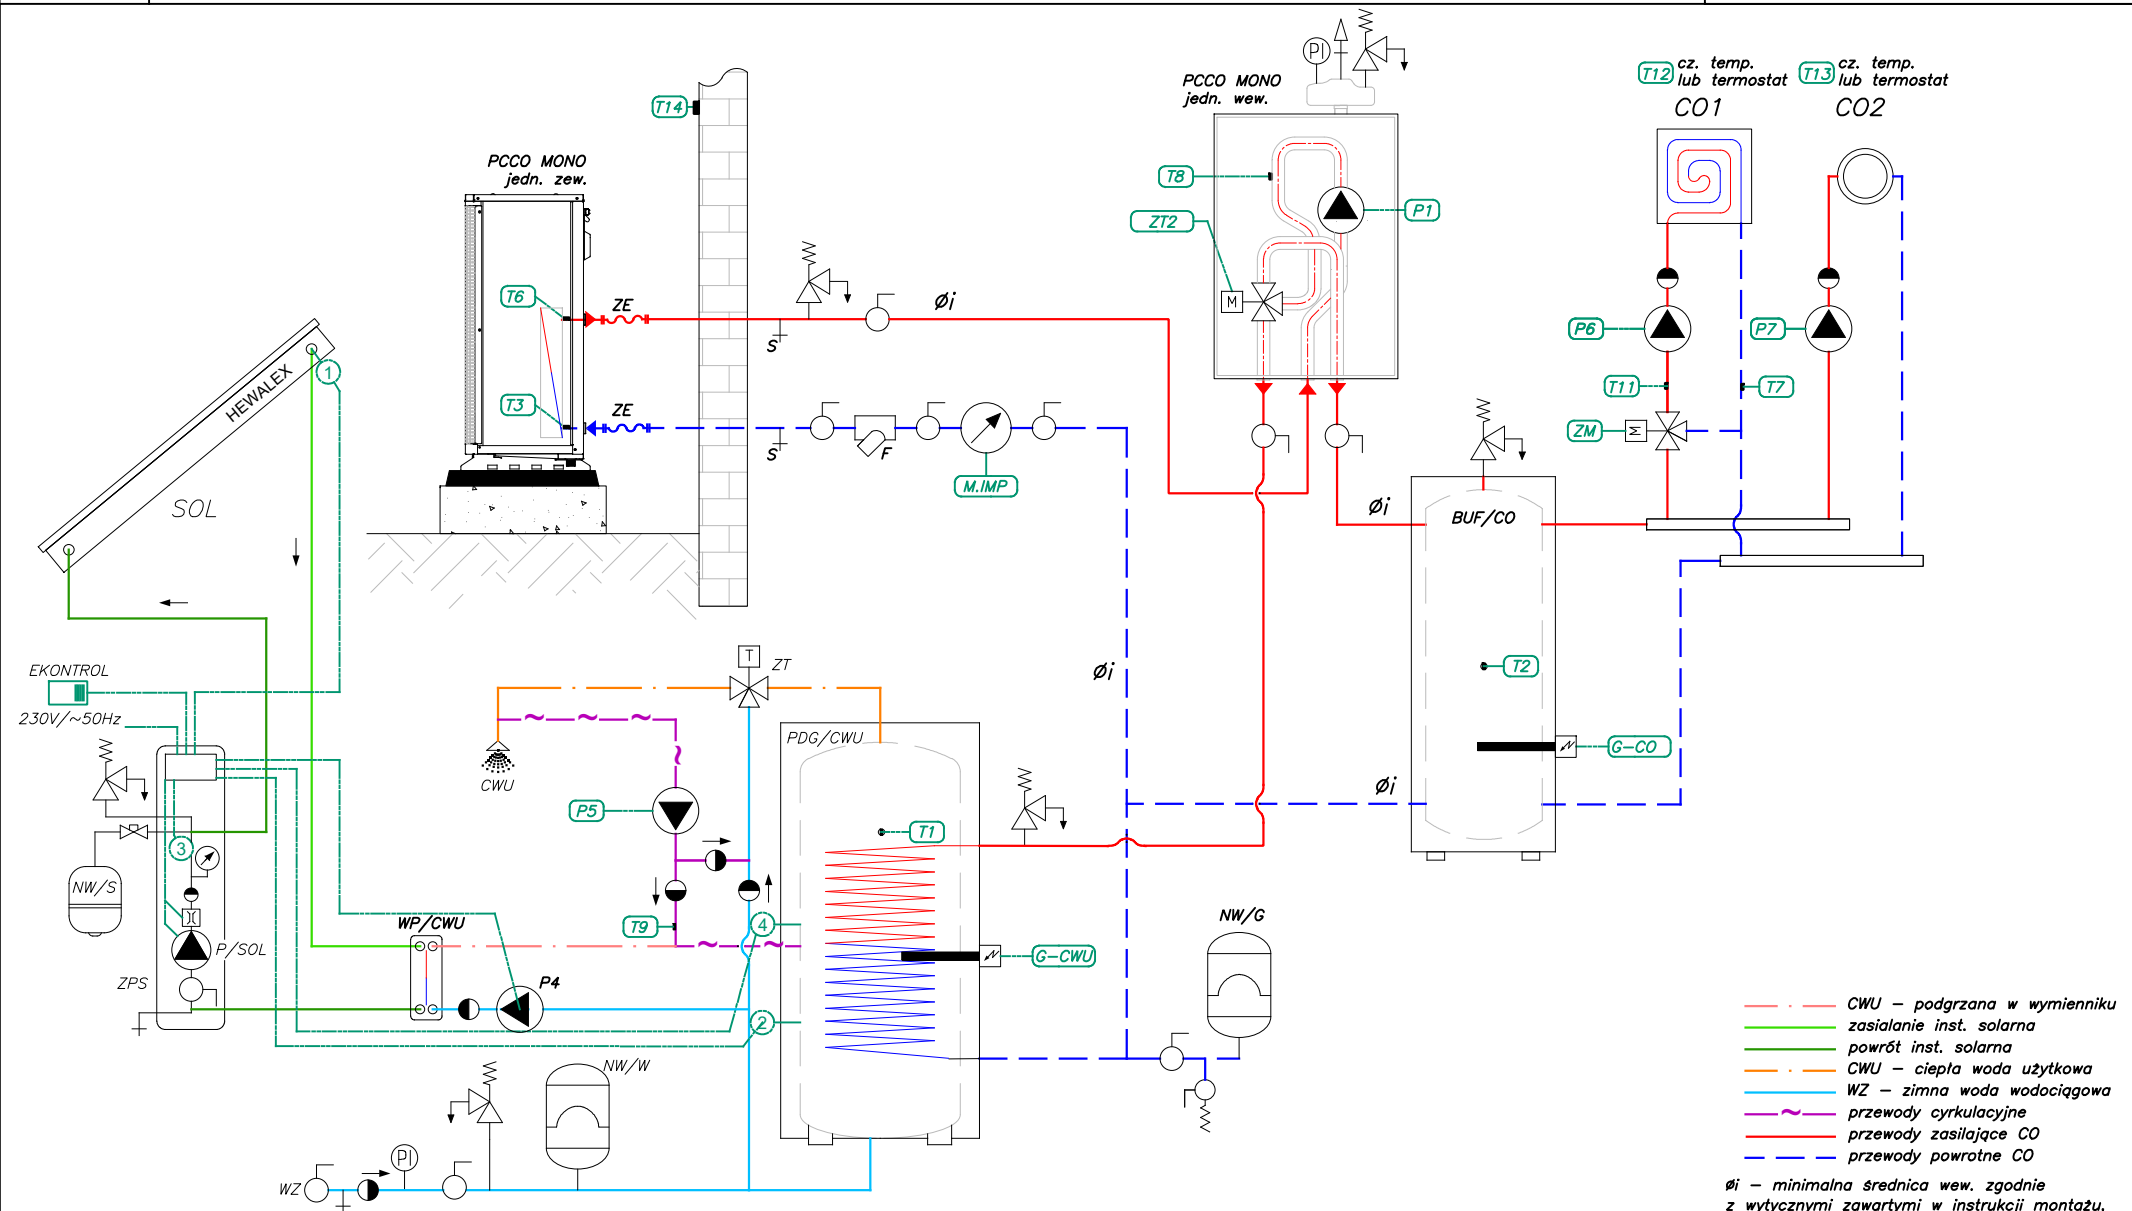 PI
T12
cz. temp.
lub termostat
T13
cz. temp.
lub termostat
CO1
CO2
PCCO MONO
jedn. wew.
T14
PCCO MONO
jedn. zew.
T8
ZT2
P1
M
T6
ZE
S
Øi
P6
P7
T3
ZE
S
F
T11
T7
ZM
M
M.IMP
HEWALEX
1
SOL
Øi
BUF/CO
Øi
T2
EKONTROL
230V/~50Hz
T
ZT
PDG/CWU
G-CO
CWU
Øi
P5
T1
3
NW/S
P/SOL
ZPS
WP/CWU
T9
4
NW/G
G-CWU
P4
2
NW/W
PI
WZ
CWU - podgrzana w wymienniku
zasialanie inst. solarna
powrót inst. solarna
CWU - ciepła woda użytkowa
WZ - zimna woda wodociągowa
~ przewody cyrkulacyjne
przewody zasilające CO
przewody powrotne CO
Øi - minimalna średnica wew. zgodnie
z wytycznymi zawartymi w instrukcji montażu.